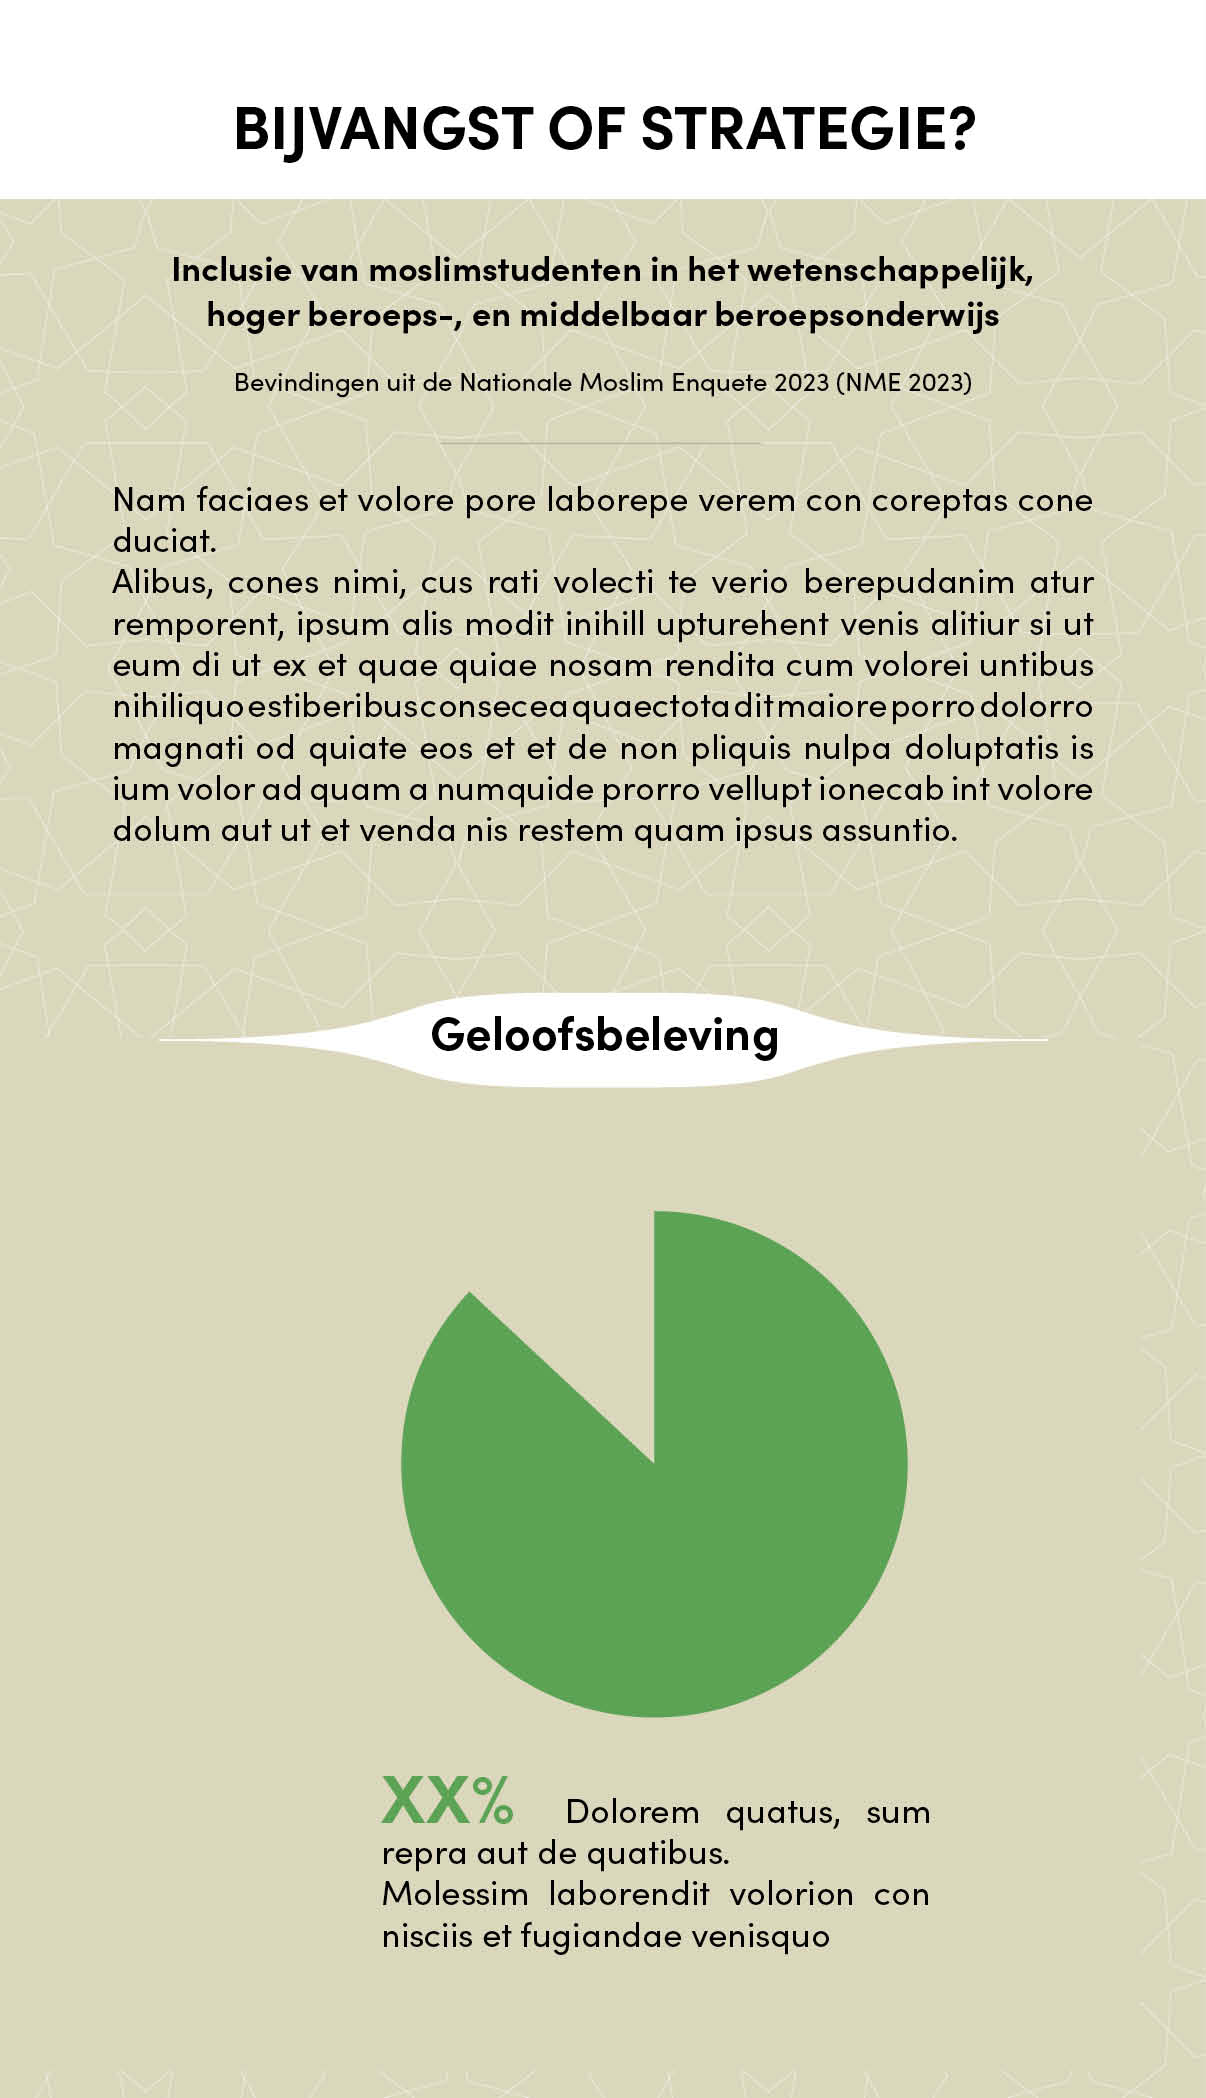 BIJVANGST OF STRATEGIE?
Inclusie van moslimstudenten in het wetenschappelijk,
hoger beroeps-, en middelbaar beroepsonderwijs
Bevindingen uit de Nationale Moslim Enquete 2023 (NME 2023)
Nam faciaes et volore pore laborepe verem con coreptas cone
duciat.
Alibus, cones nimi, cus rati volecti te verio berepudanim atur
remporent, ipsum alis modit inihill upturehent venis alitiur si ut
eum di ut ex et quae quiae nosam rendita cum volorei untibus
nihiliquo estiberibus consecea quaectota dit maiore porro dolorro
magnati od quiate eos et et de non pliquis nulpa doluptatis is
ium volor ad quam a numquide prorro vellupt ionecab int volore
dolum aut ut et venda nis restem quam ipsus assuntio.
Geloofsbeleving
XX% Dolorem quatus, sum
repra aut de quatibus.
Molessim laborendit volorion con
nisciis et fugiandae venisquo